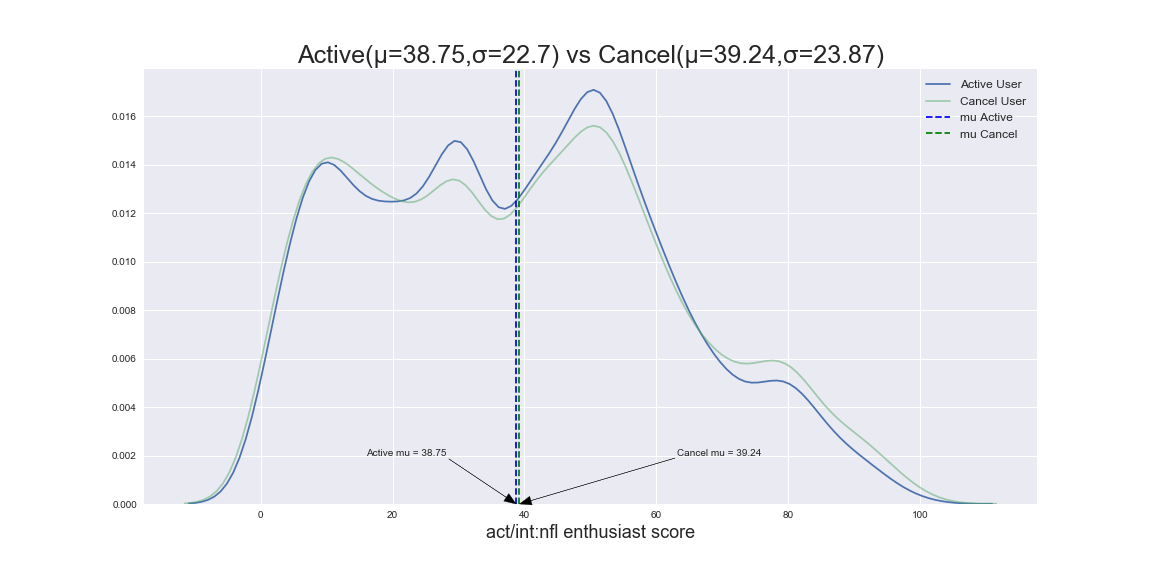 Active(μ=38.75,σ=22.7) vs Cancel(μ=39.24,σ=23.87)
Active User
Cancel User
mu Active
mu Cancel
0.016
0.014
0.012
0.010
0.008
0.006
0.004
0.002
0.000
Active mu = 38.75
Cancel mu = 39.24
0
20
40
60
80
100
act/int:nfl enthusiast score